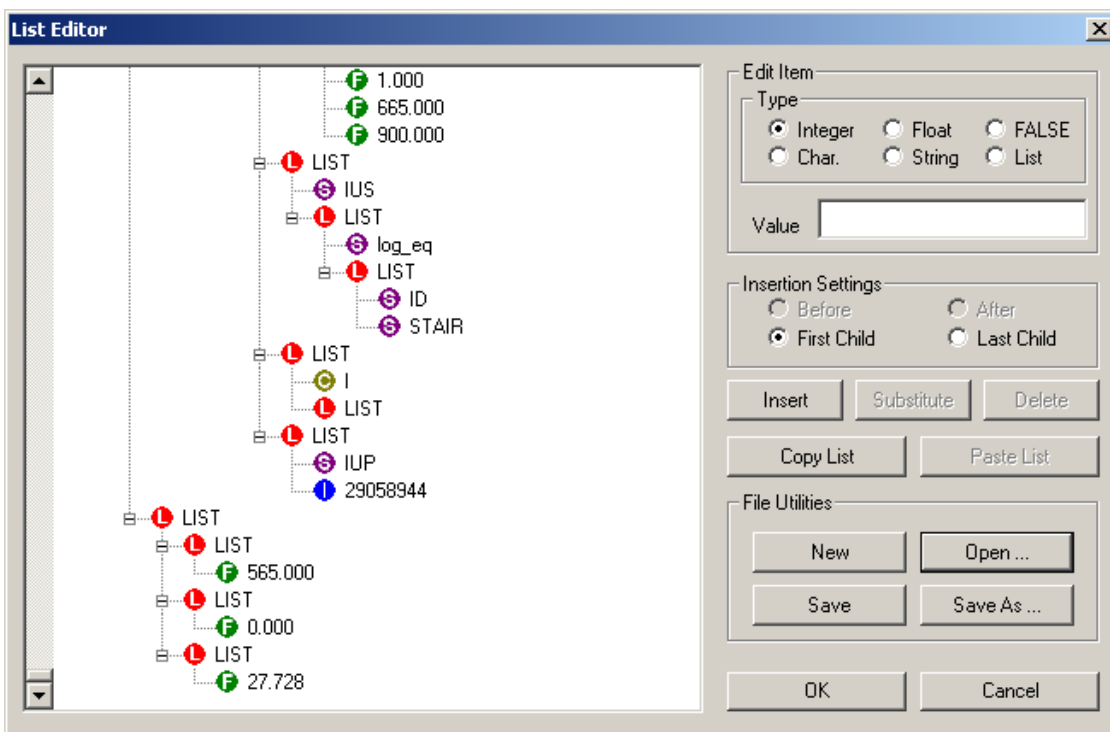 List Editor
F 1.000
F 665.000
F 900.000
L LIST
S IUS
L LIST
S log_eq
L LIST
S ID
S STAIR
L LIST
C I
L LIST
L LIST
S IUP
I 29058944
L LIST
L LIST
F 565.000
L LIST
F 0.000
L LIST
F 27.728
Edit Item
Type
Integer Float FALSE
Char. String List
Value
Insertion Settings
Before After
First Child Last Child
Insert Substitute Delete
Copy List Paste List
File Utilities
New Open ...
Save Save As ...
OK Cancel